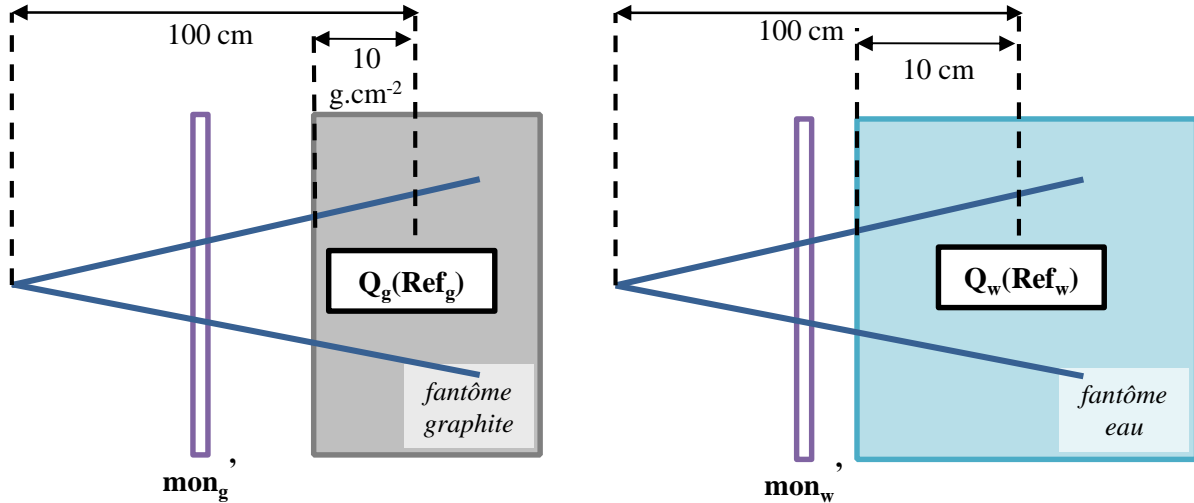 100 cm
10
g.cm-2
Qg(Refg)
fantôme
graphite
,
mong
100 cm
10 cm
Qw(Refw)
fantôme
eau
,
monw